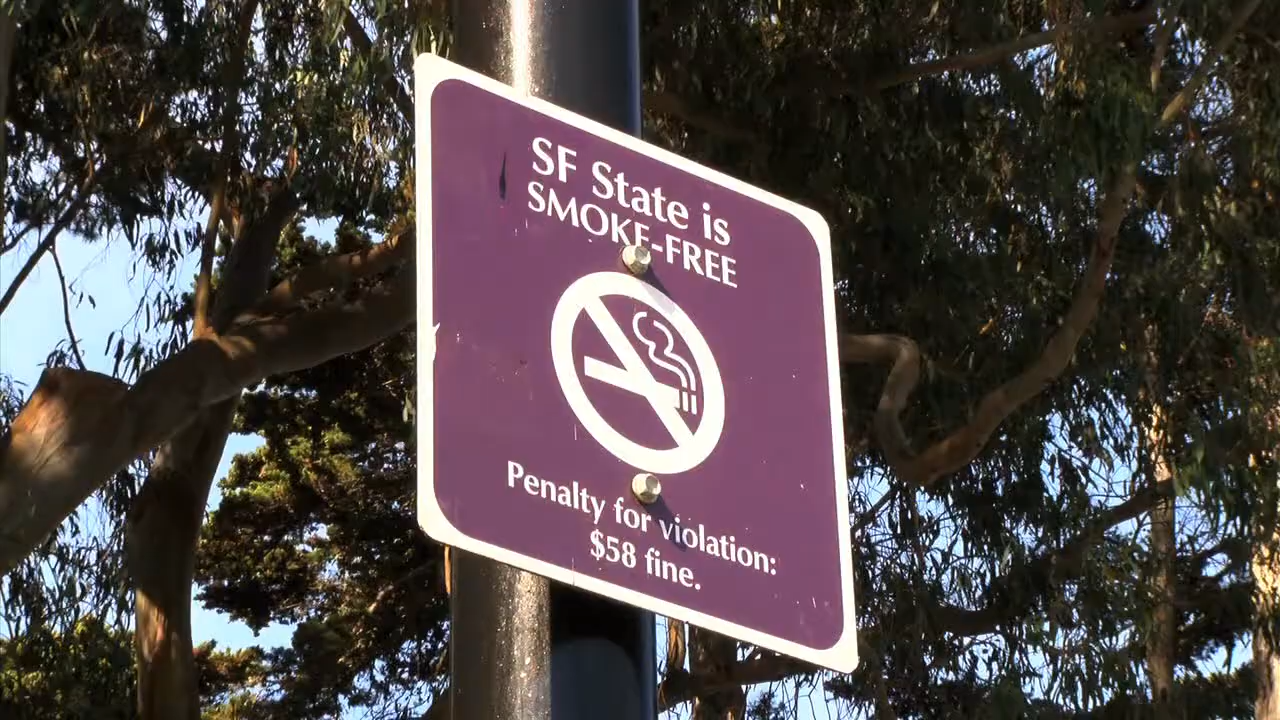 SF State is
SMOKE-FREE
Penalty for violation:
$58 fine.